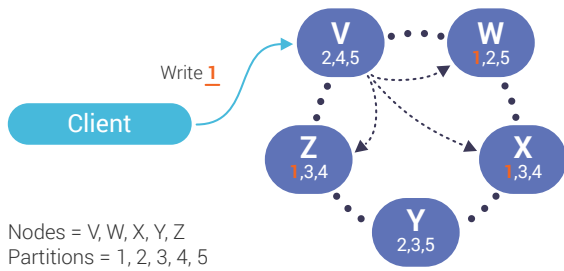 V
2,4,5
W
1,2,5
Write 1
Client
Z
1,3,4
X
1,3,4
Y
2,3,5
Nodes = V, W, X, Y, Z
Partitions = 1, 2, 3, 4, 5